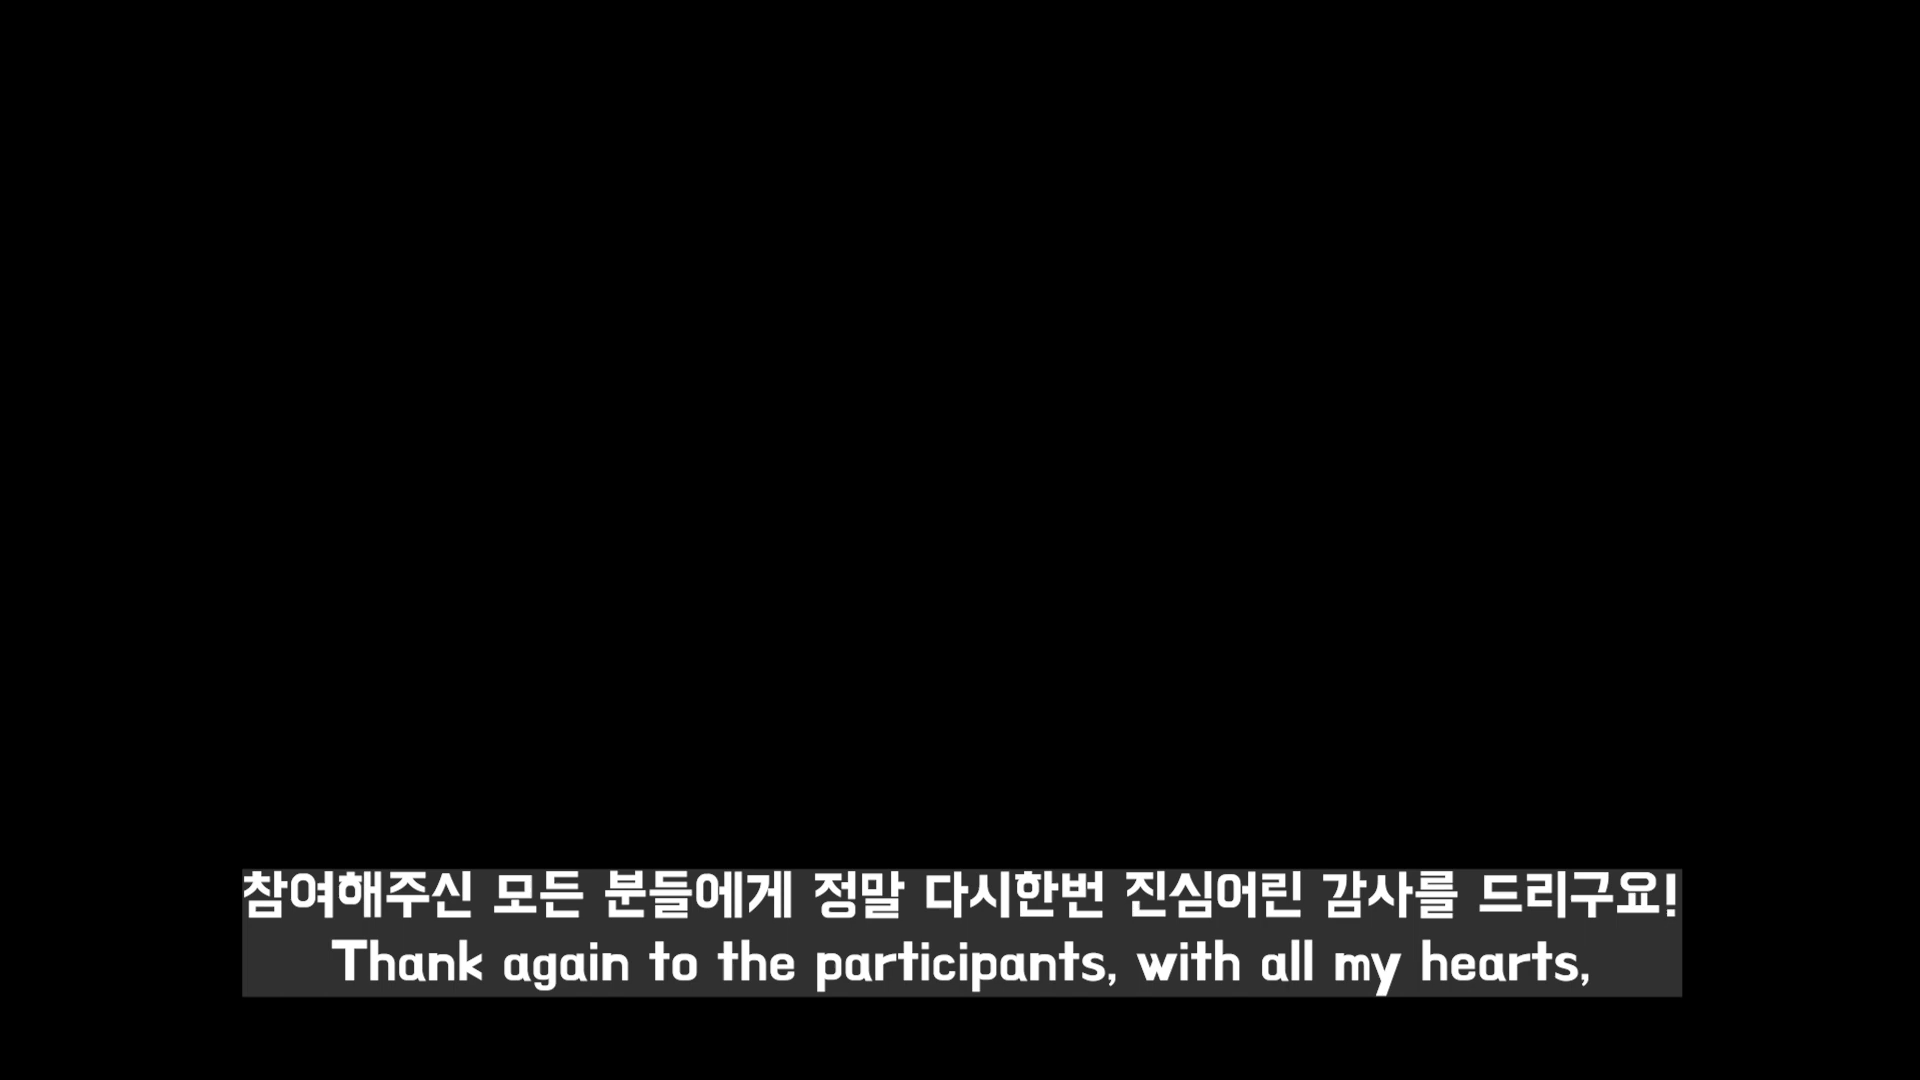 참여해주신 모든 분들에게 정말 다시한번 진심어린 감사를 드리구요!
Thank again to the participants, with all my hearts,